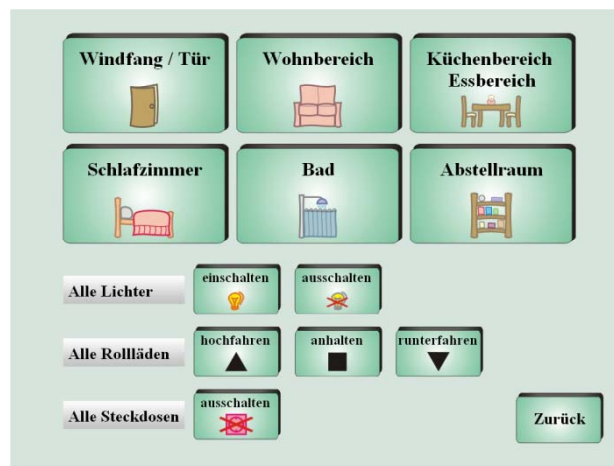 Windfang / Tür
Wohnbereich
Küchenbereich
Essbereich
Schlafzimmer
Bad
Abstellraum
Alle Lichter
einschalten
ausschalten
Alle Rollläden
hochfahren
anhalten
runterfahren
Alle Steckdosen
ausschalten
Zurück